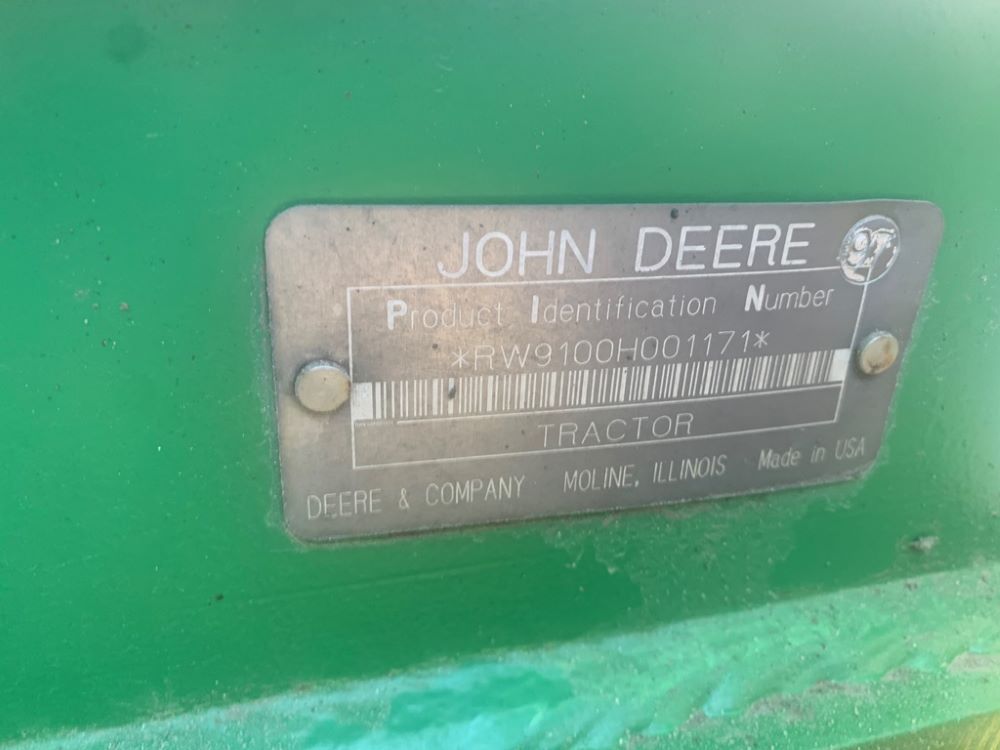 JOHN DEERE
97
Product Identification Number
*RW9100H001171*
TRACTOR
DEERE & COMPANY MOLINE, ILLINOIS Made in USA